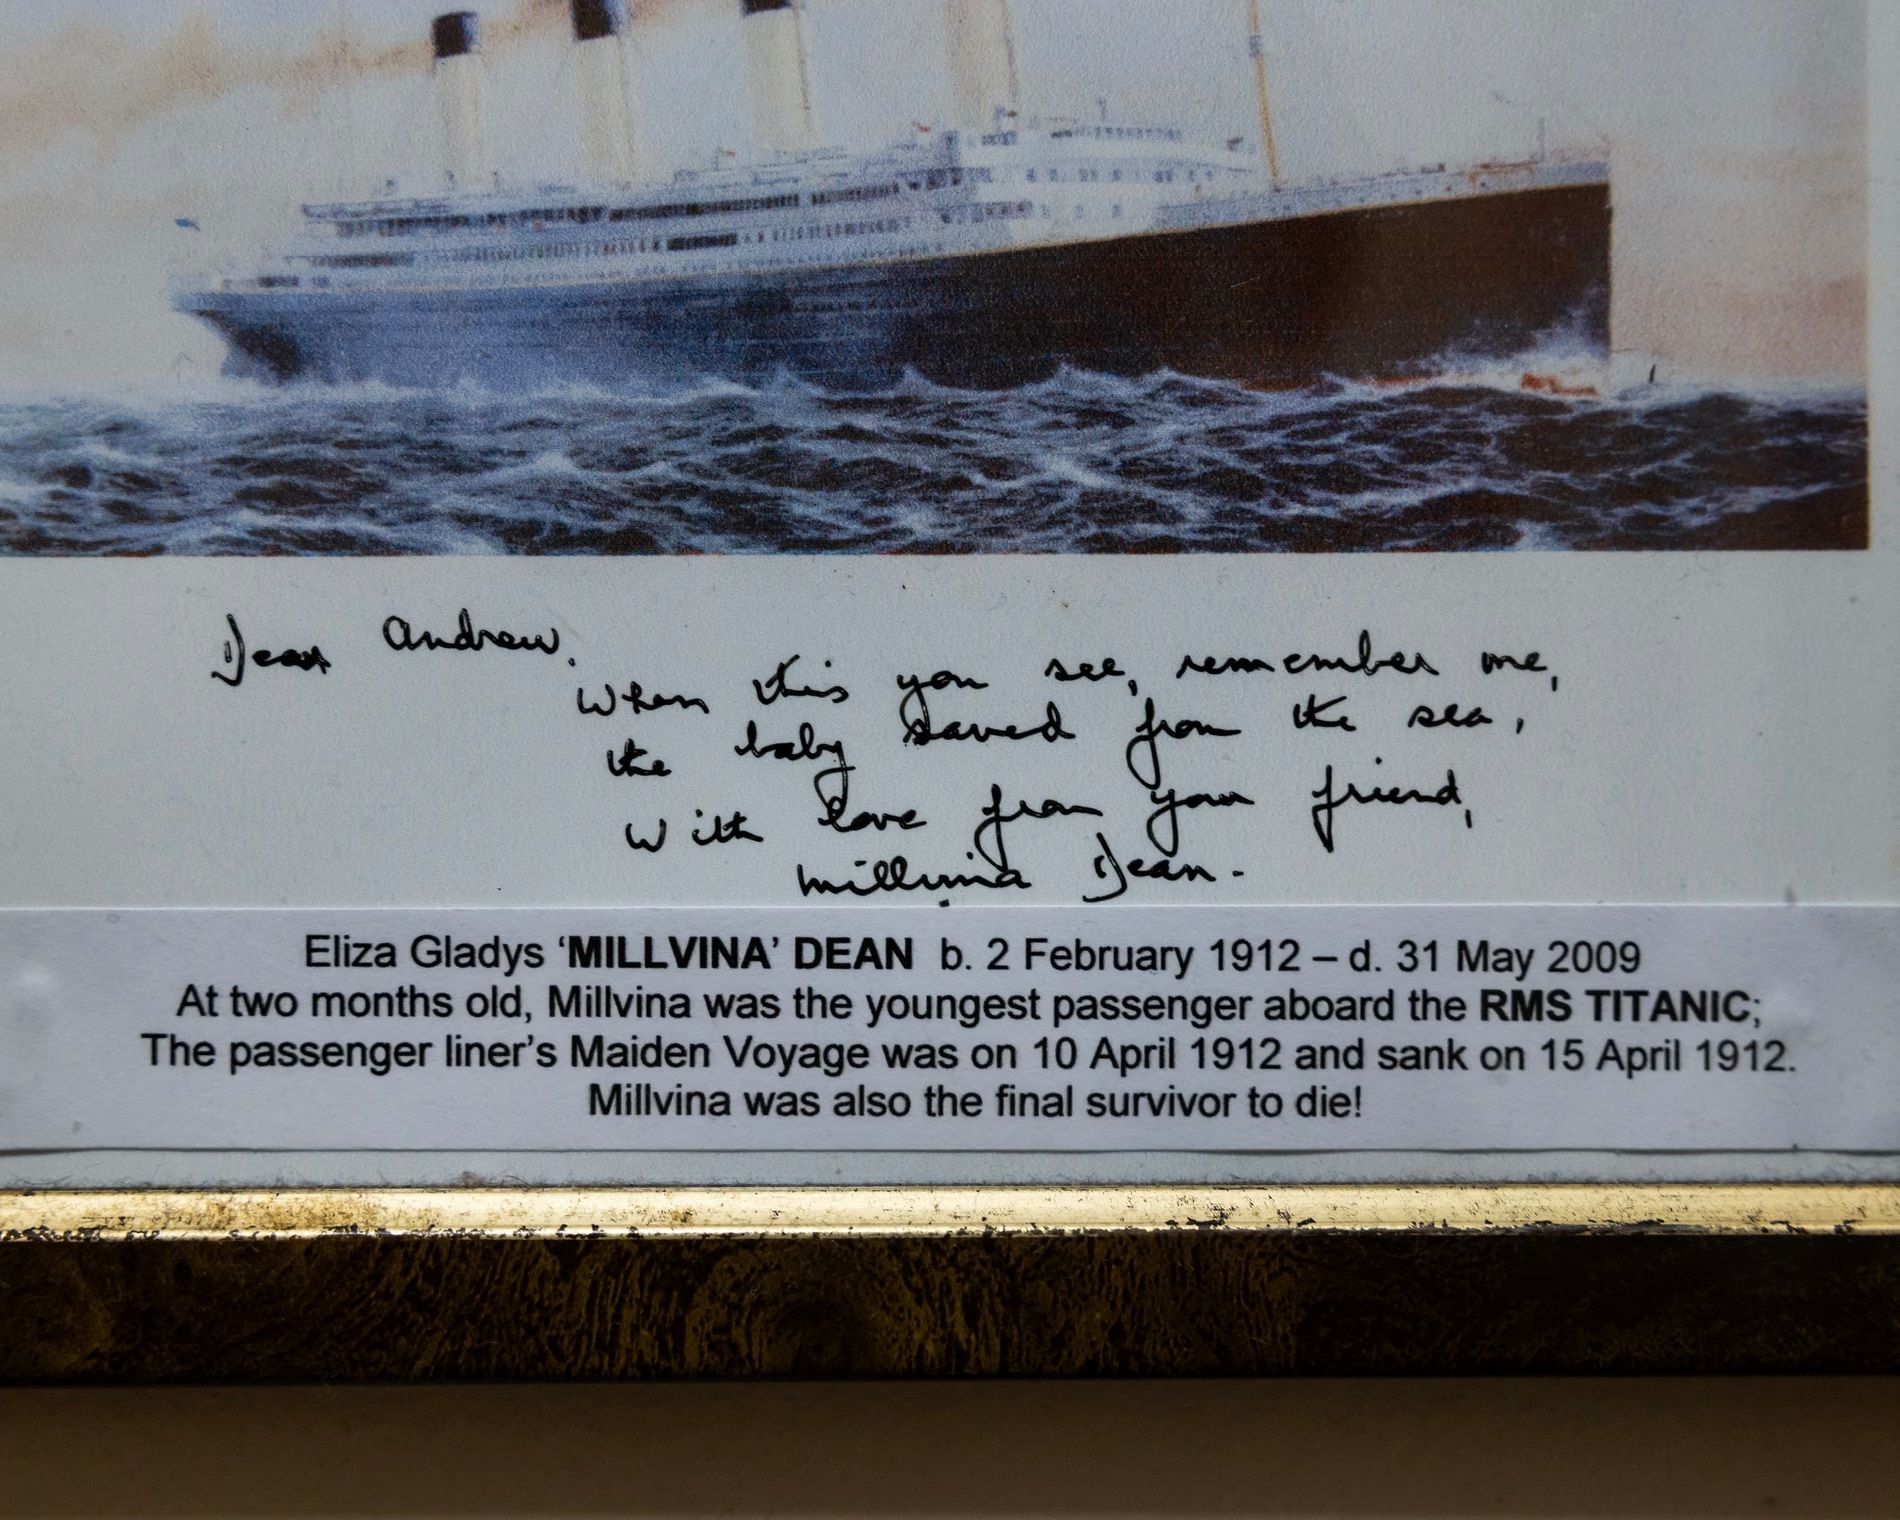 Dear Andrew.
When this you see, remember me,
the baby saved from the sea,
With love from your friend,
Millvina Dean.
Eliza Gladys ‘MILLVINA’ DEAN b. 2 February 1912 – d. 31 May 2009
At two months old, Millvina was the youngest passenger aboard the RMS TITANIC;
The passenger liner’s Maiden Voyage was on 10 April 1912 and sank on 15 April 1912.
Millvina was also the final survivor to die!